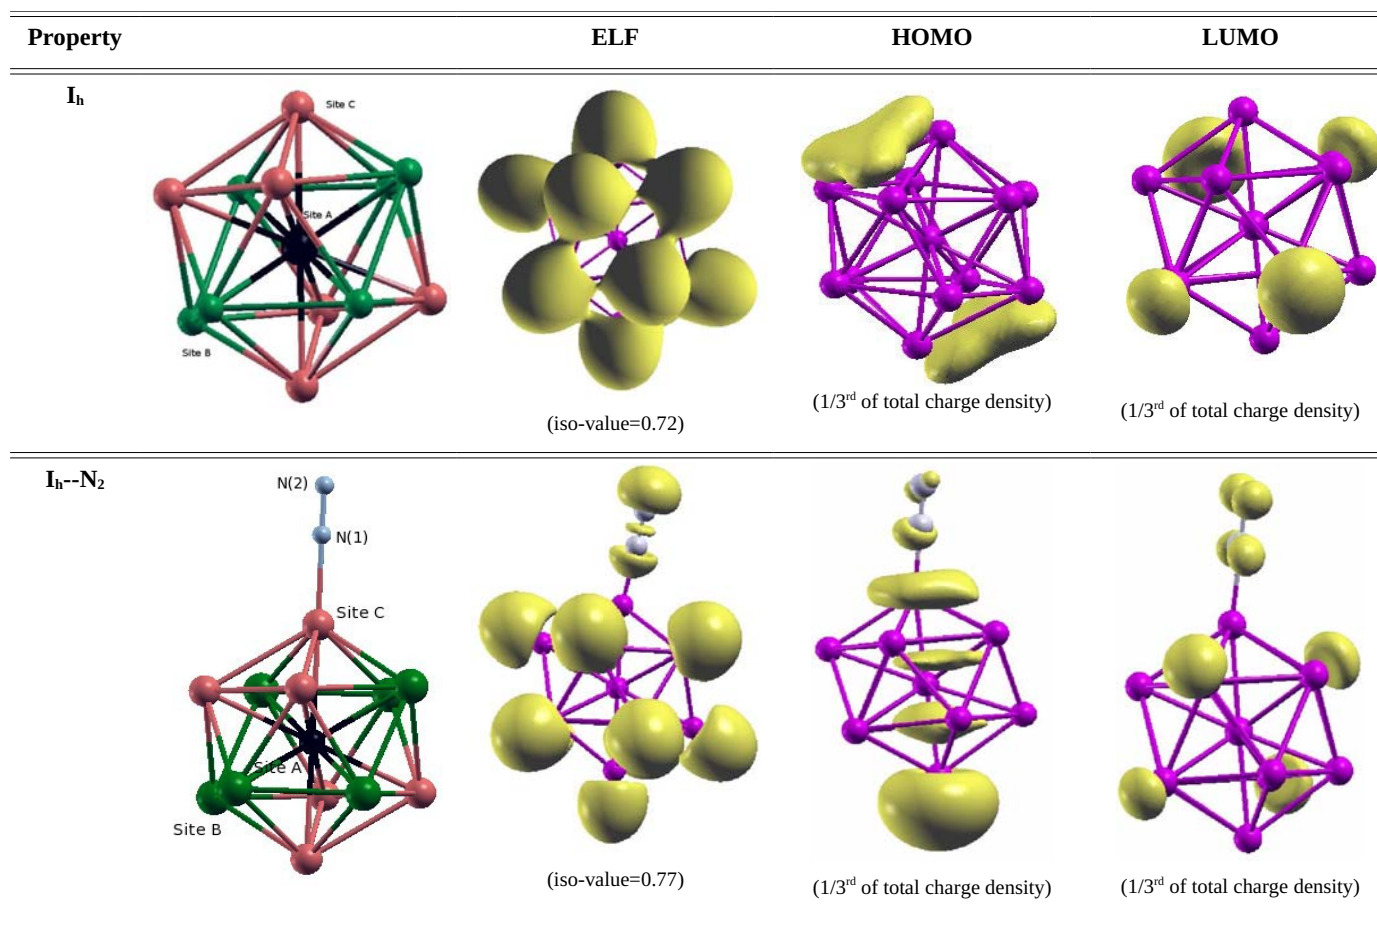 Property ELF HOMO LUMO
Ih
Site C
Site A
Site B
(iso-value=0.72)
(1/3rd of total charge density)
(1/3rd of total charge density)
Ih--N2
N(2)
N(1)
Site C
Site A
Site B
(iso-value=0.77)
(1/3rd of total charge density)
(1/3rd of total charge density)